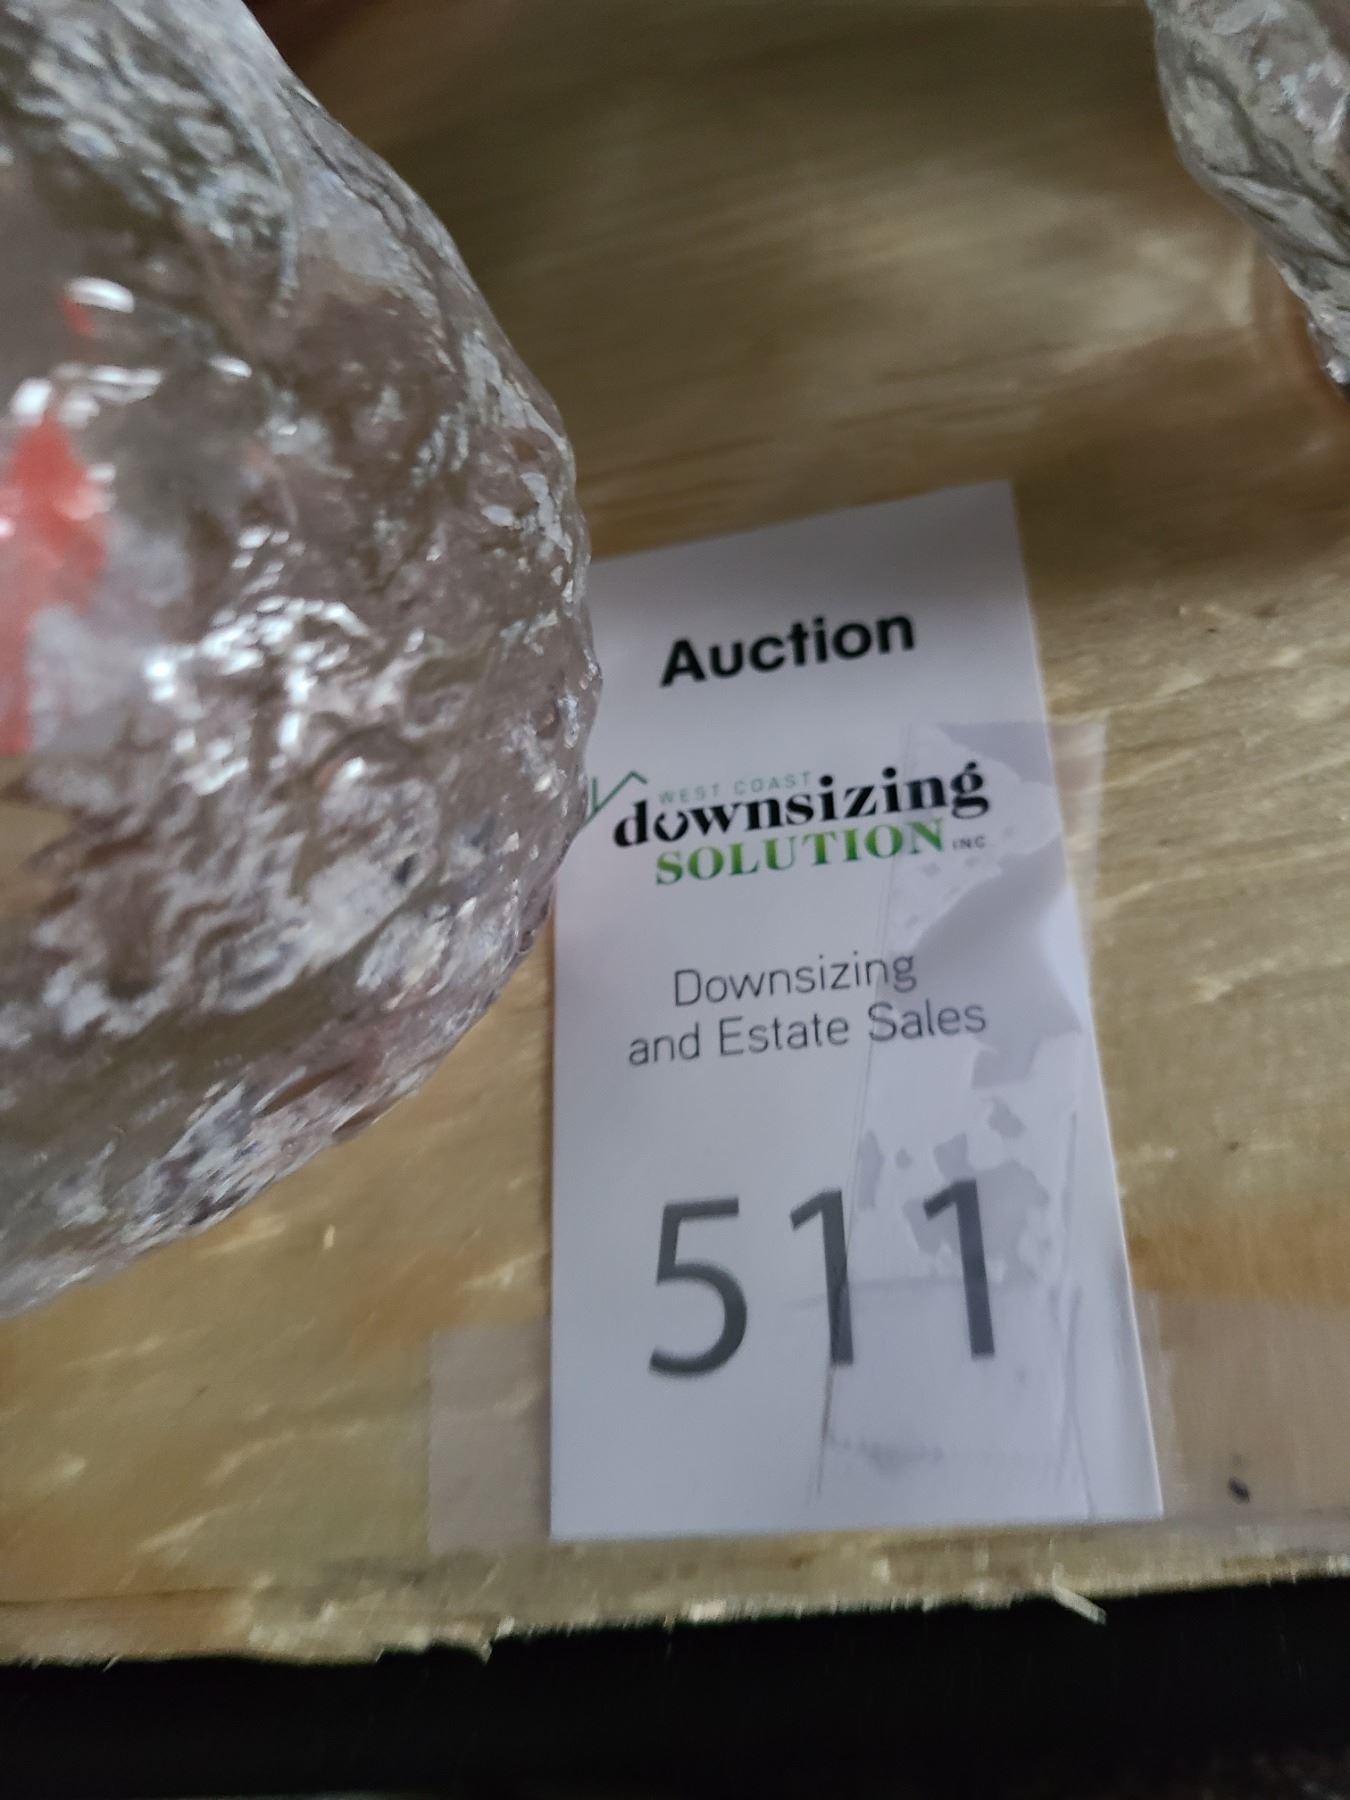 Auction
WEST COAST
downsizing
SOLUTION INC
Downsizing
and Estate Sales
511